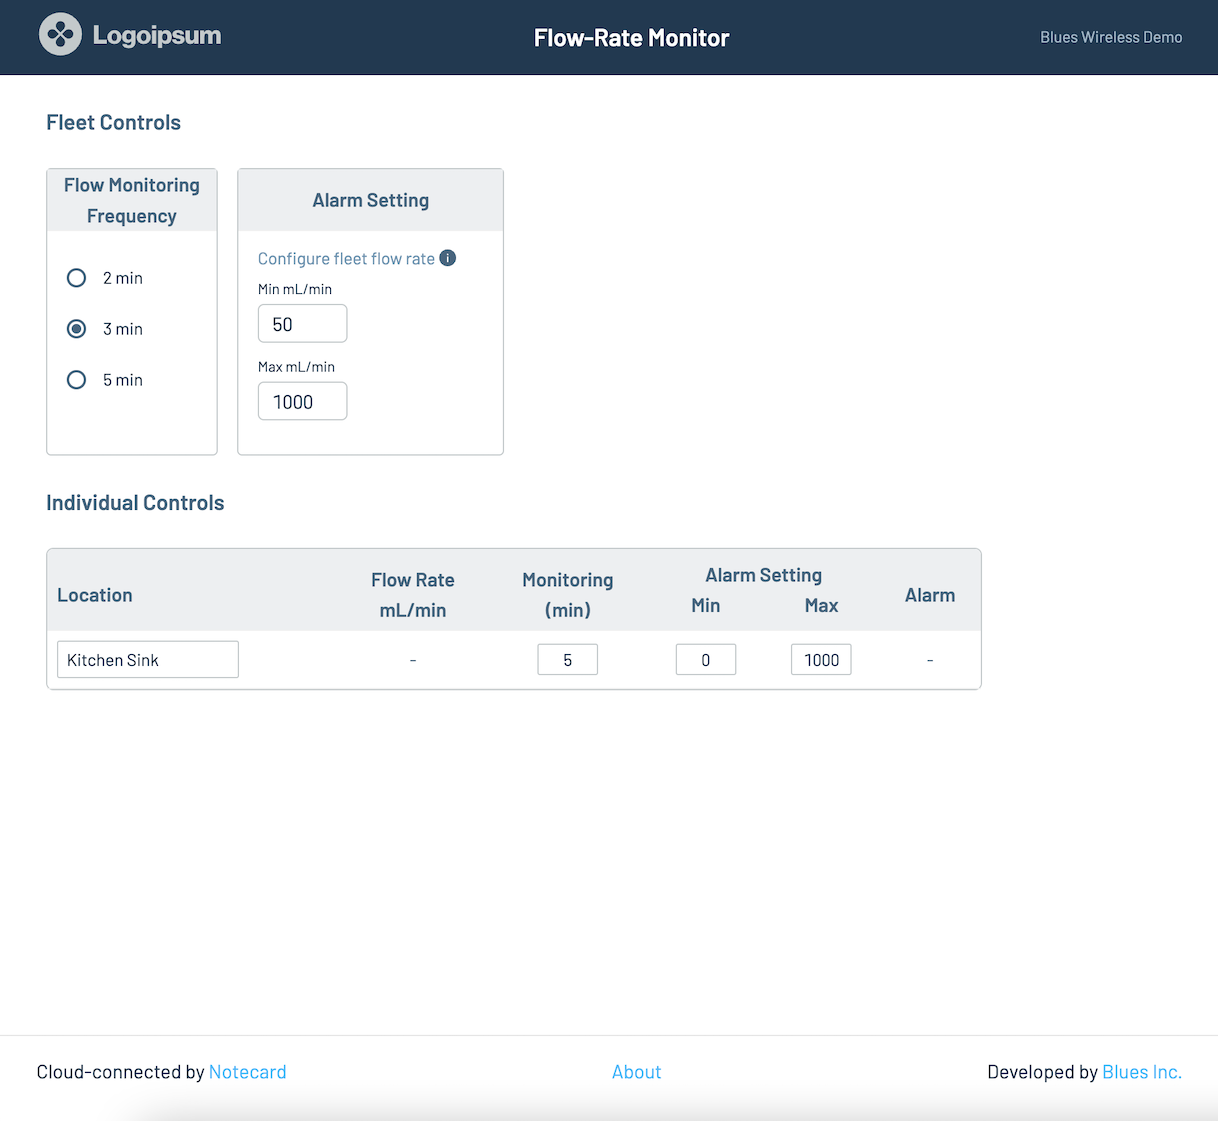 Logoipsum
Flow-Rate Monitor
Blues Wireless Demo
Fleet Controls
Flow Monitoring
Frequency
2 min
3 min
5 min
Alarm Setting
Configure fleet flow rate i
Min mL/min
50
Max mL/min
1000
Individual Controls
Location
Flow Rate
mL/min
Monitoring
(min)
Alarm Setting
Min Max
Alarm
Kitchen Sink - 5 0 1000 -
Cloud-connected by Notecard
About
Developed by Blues Inc.